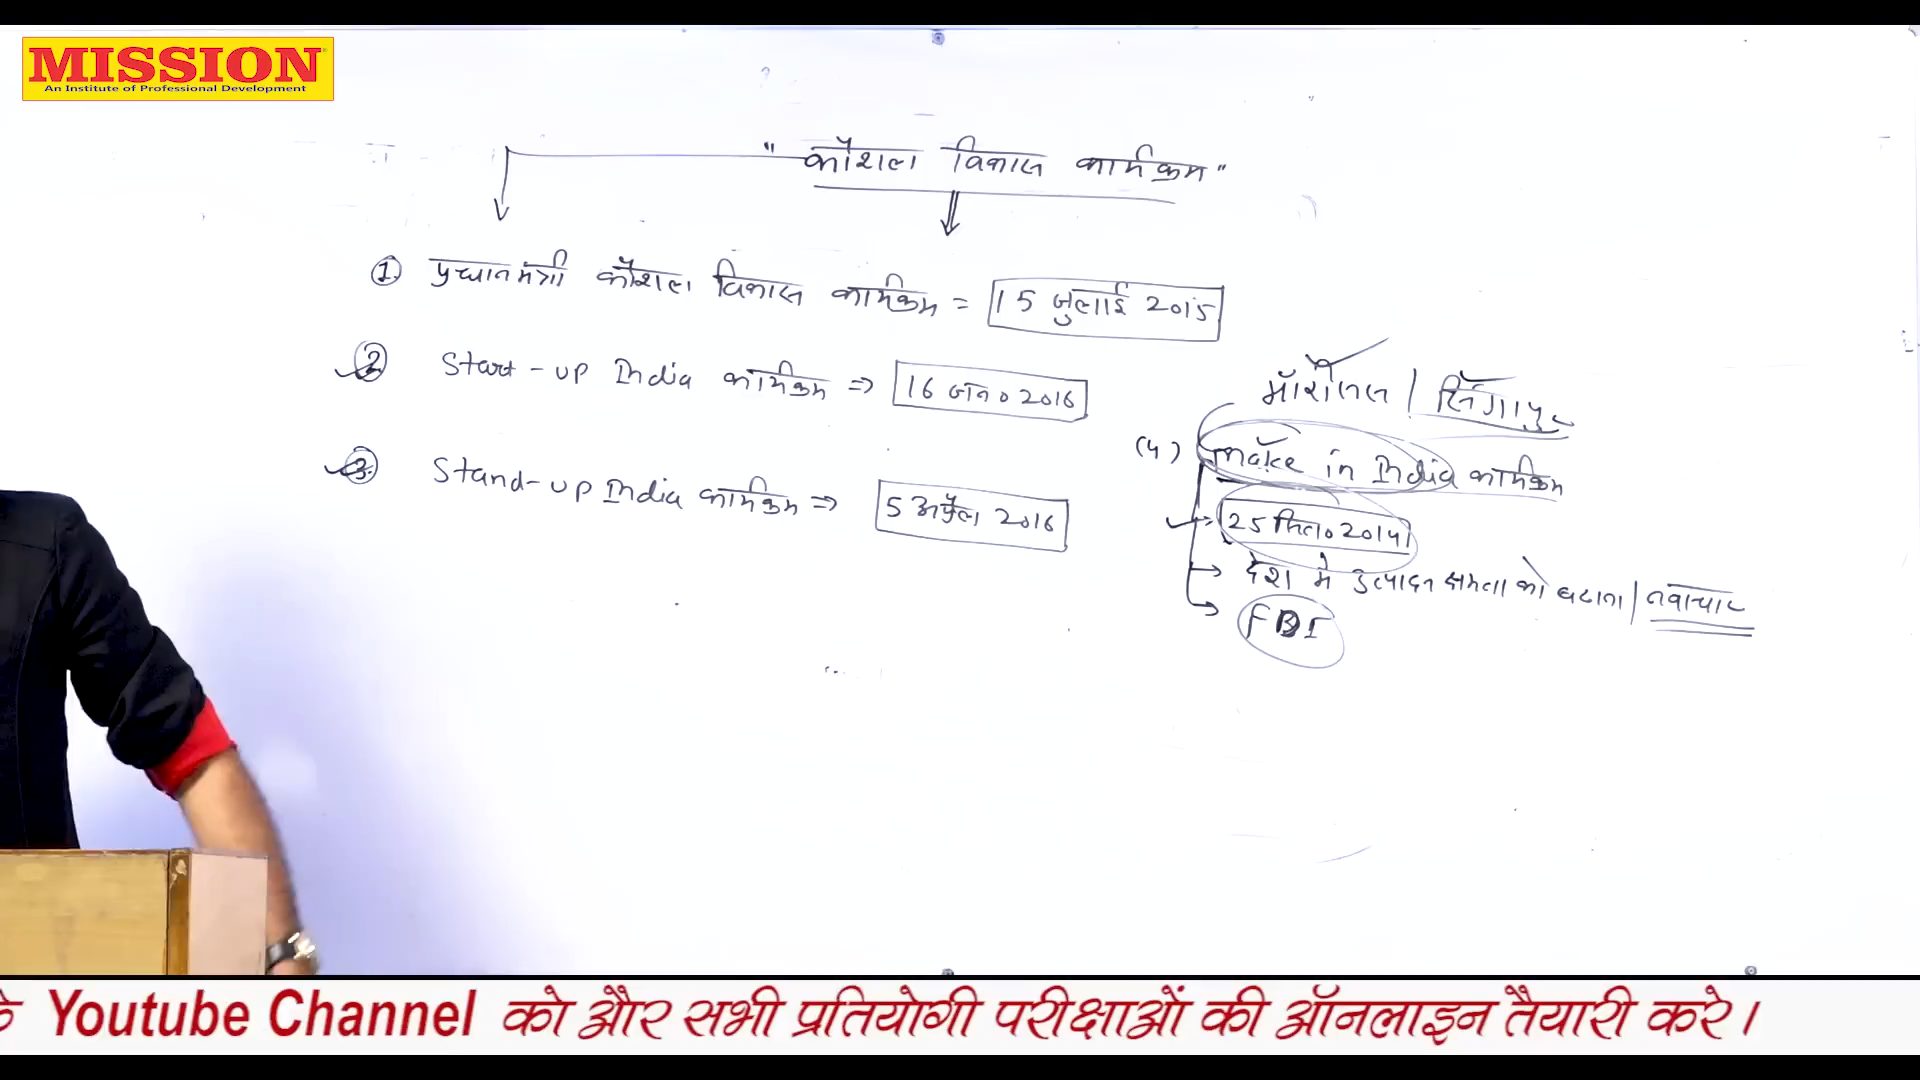 MISSION
An Institute of Professional Development
" कौशल विकास कार्यक्रम "
1. प्रधानमंत्री कौशल विकास कार्यक्रम = 15 जुलाई 2015
2 Start-up India कार्यक्रम ⇒ 16 जन० 2016
3. Stand-up India कार्यक्रम ⇒ 5 अप्रैल 2016
मॉरीशस / सिंगापुर
(4) make in India कार्यक्रम
→ 25 सित० 2014
→ देश में उत्पादन क्षमता को बढाना / नवाचार
→ FDI
के Youtube Channel को और सभी प्रतियोगी परीक्षाओं की ऑनलाइन तैयारी करे।